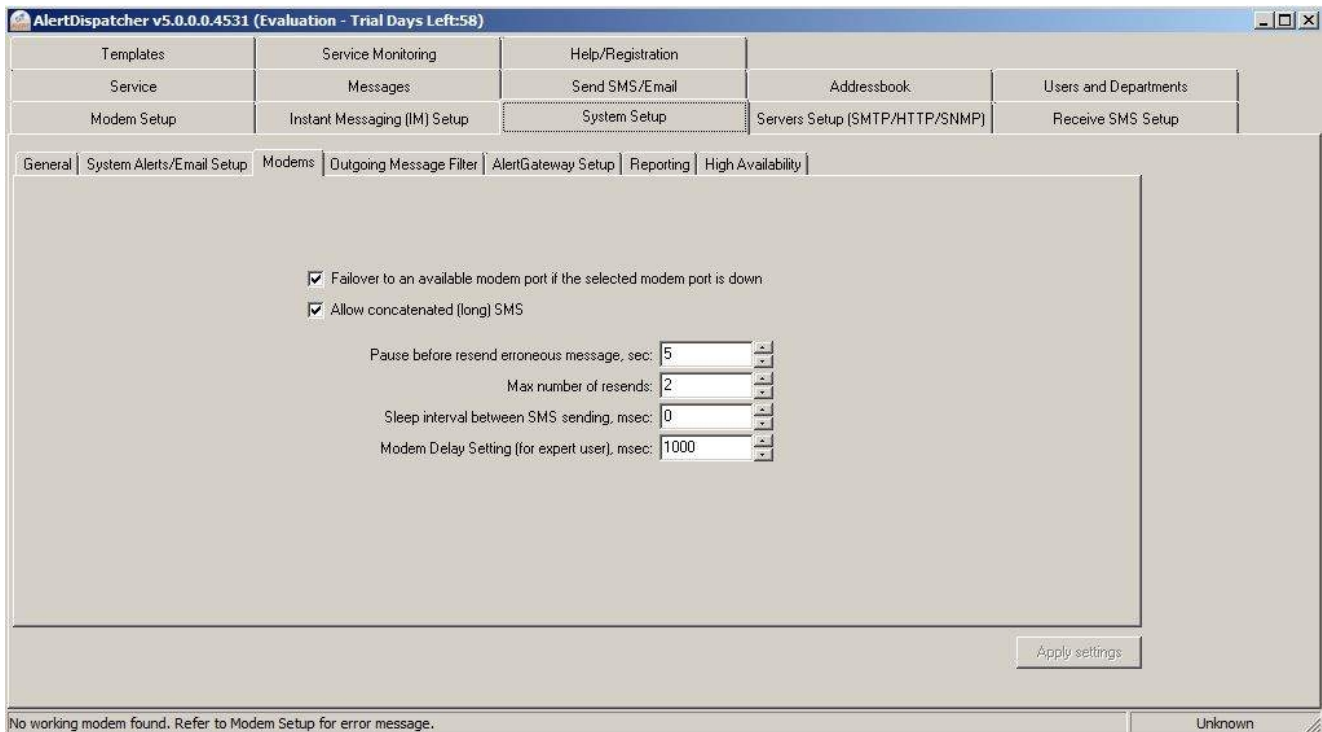 AlertDispatcher v5.0.0.0.4531 (Evaluation - Trial Days Left:58)
Templates Service Monitoring Help/Registration
Service Messages Send SMS/Email Addressbook Users and Departments
Modem Setup Instant Messaging (IM) Setup System Setup Servers Setup (SMTP/HTTP/SNMP) Receive SMS Setup
General System Alerts/Email Setup Modems Outgoing Message Filter AlertGateway Setup Reporting High Availability
Failover to an available modem port if the selected modem port is down
Allow concatenated (long) SMS
Pause before resend erroneous message, sec: 5
Max number of resends: 2
Sleep interval between SMS sending, msec: 0
Modem Delay Setting (for expert user), msec: 1000
Apply settings
No working modem found. Refer to Modem Setup for error message. Unknown